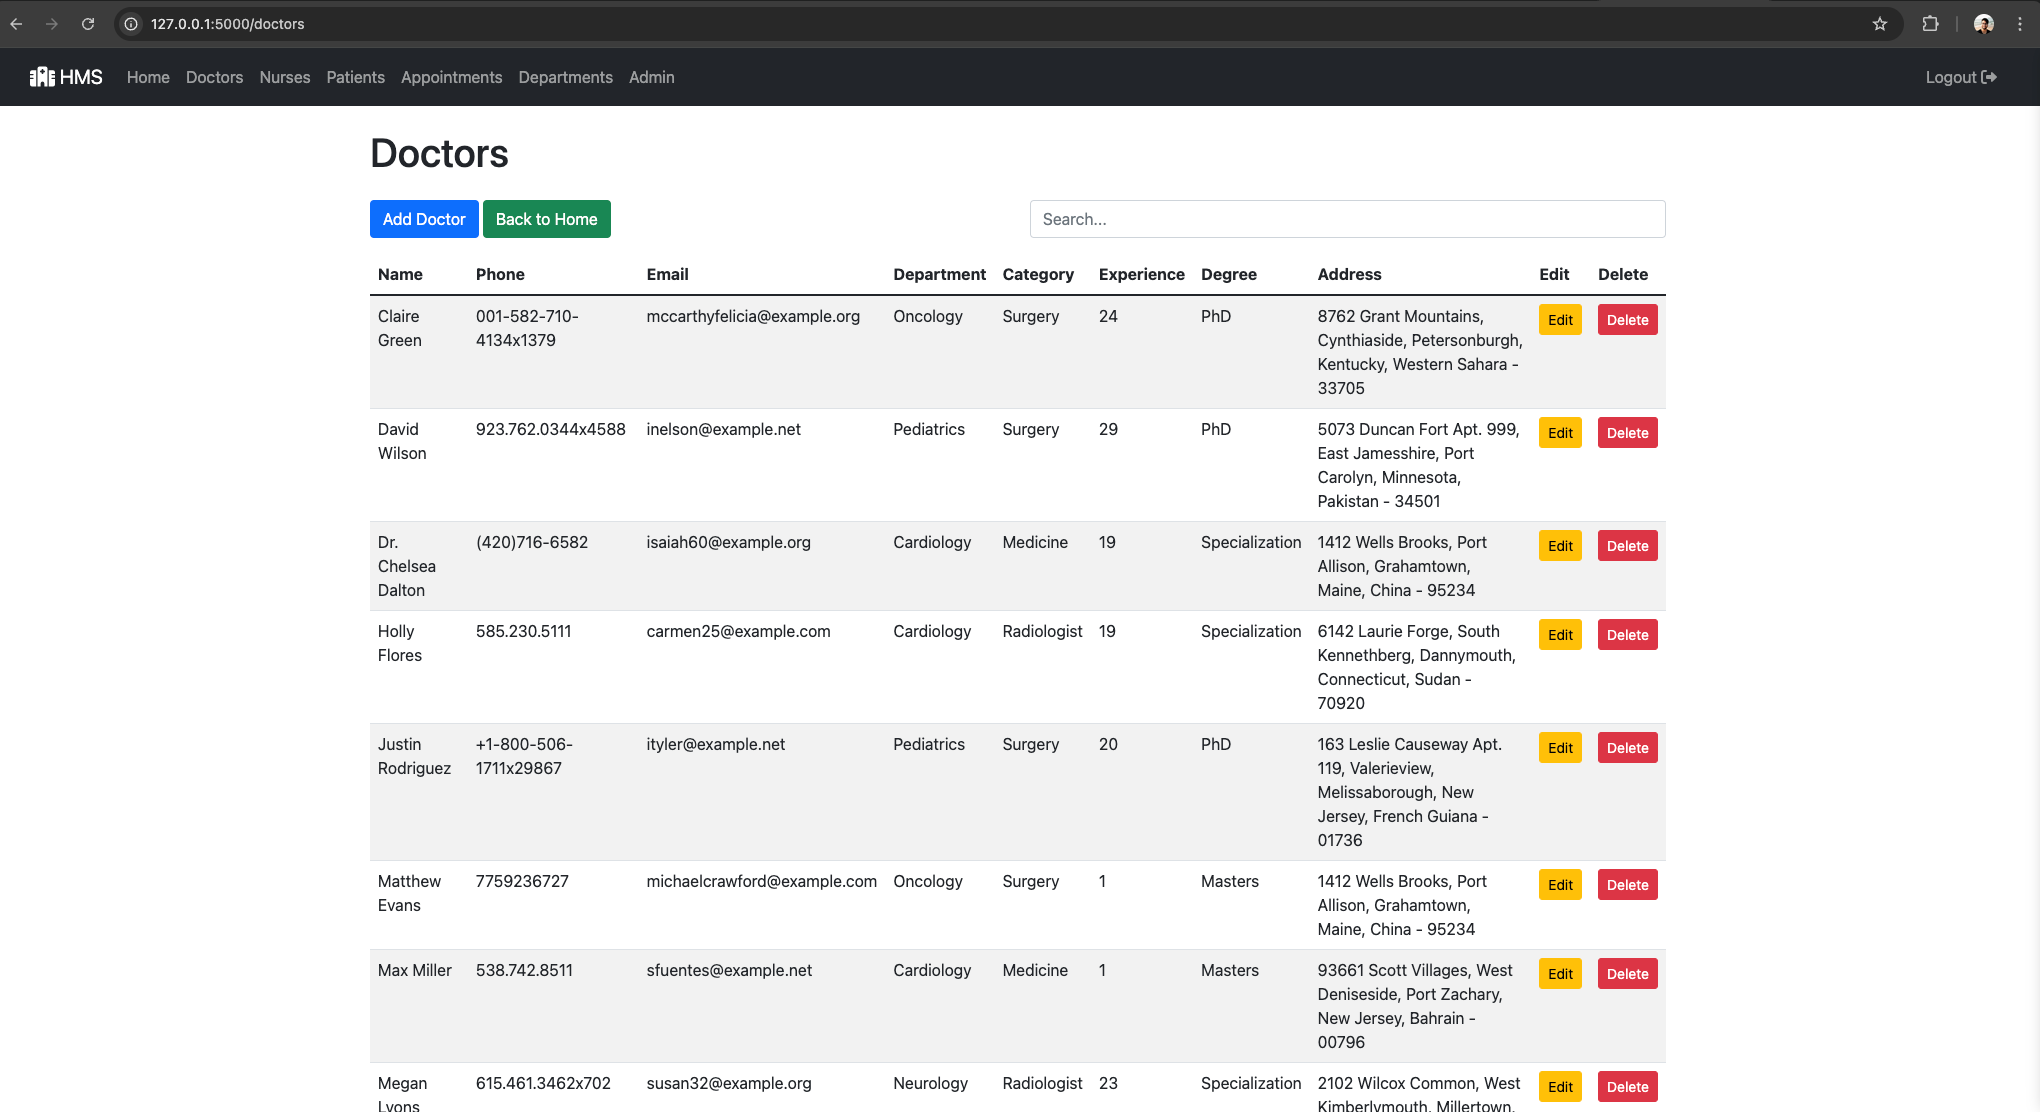 127.0.0.1:5000/doctors
HMS Home Doctors Nurses Patients Appointments Departments Admin Logout
Doctors
Add Doctor Back to Home Search...
Name Phone Email Department Category Experience Degree Address Edit Delete
Claire 001-582-710- mccarthyfelicia@example.org Oncology Surgery 24 PhD 8762 Grant Mountains, Edit Delete
Green 4134x1379 Cynthiaside, Petersonburgh,
Kentucky, Western Sahara -
33705
David 923.762.0344x4588 inelson@example.net Pediatrics Surgery 29 PhD 5073 Duncan Fort Apt. 999, Edit Delete
Wilson East Jamesshire, Port
Carolyn, Minnesota,
Pakistan - 34501
Dr. (420)716-6582 isaiah60@example.org Cardiology Medicine 19 Specialization 1412 Wells Brooks, Port Edit Delete
Chelsea Allison, Grahamtown,
Dalton Maine, China - 95234
Holly 585.230.5111 carmen25@example.com Cardiology Radiologist 19 Specialization 6142 Laurie Forge, South Edit Delete
Flores Kennethberg, Dannymouth,
Connecticut, Sudan -
70920
Justin +1-800-506- ityler@example.net Pediatrics Surgery 20 PhD 163 Leslie Causeway Apt. Edit Delete
Rodriguez 1711x29867 119, Valerieview,
Melissaborough, New
Jersey, French Guiana -
01736
Matthew 7759236727 michaelcrawford@example.com Oncology Surgery 1 Masters 1412 Wells Brooks, Port Edit Delete
Evans Allison, Grahamtown,
Maine, China - 95234
Max Miller 538.742.8511 sfuentes@example.net Cardiology Medicine 1 Masters 93661 Scott Villages, West Edit Delete
Deniseside, Port Zachary,
New Jersey, Bahrain -
00796
Megan 615.461.3462x702 susan32@example.org Neurology Radiologist 23 Specialization 2102 Wilcox Common, West Edit Delete
Lyons Kimberlymouth, Millertown,